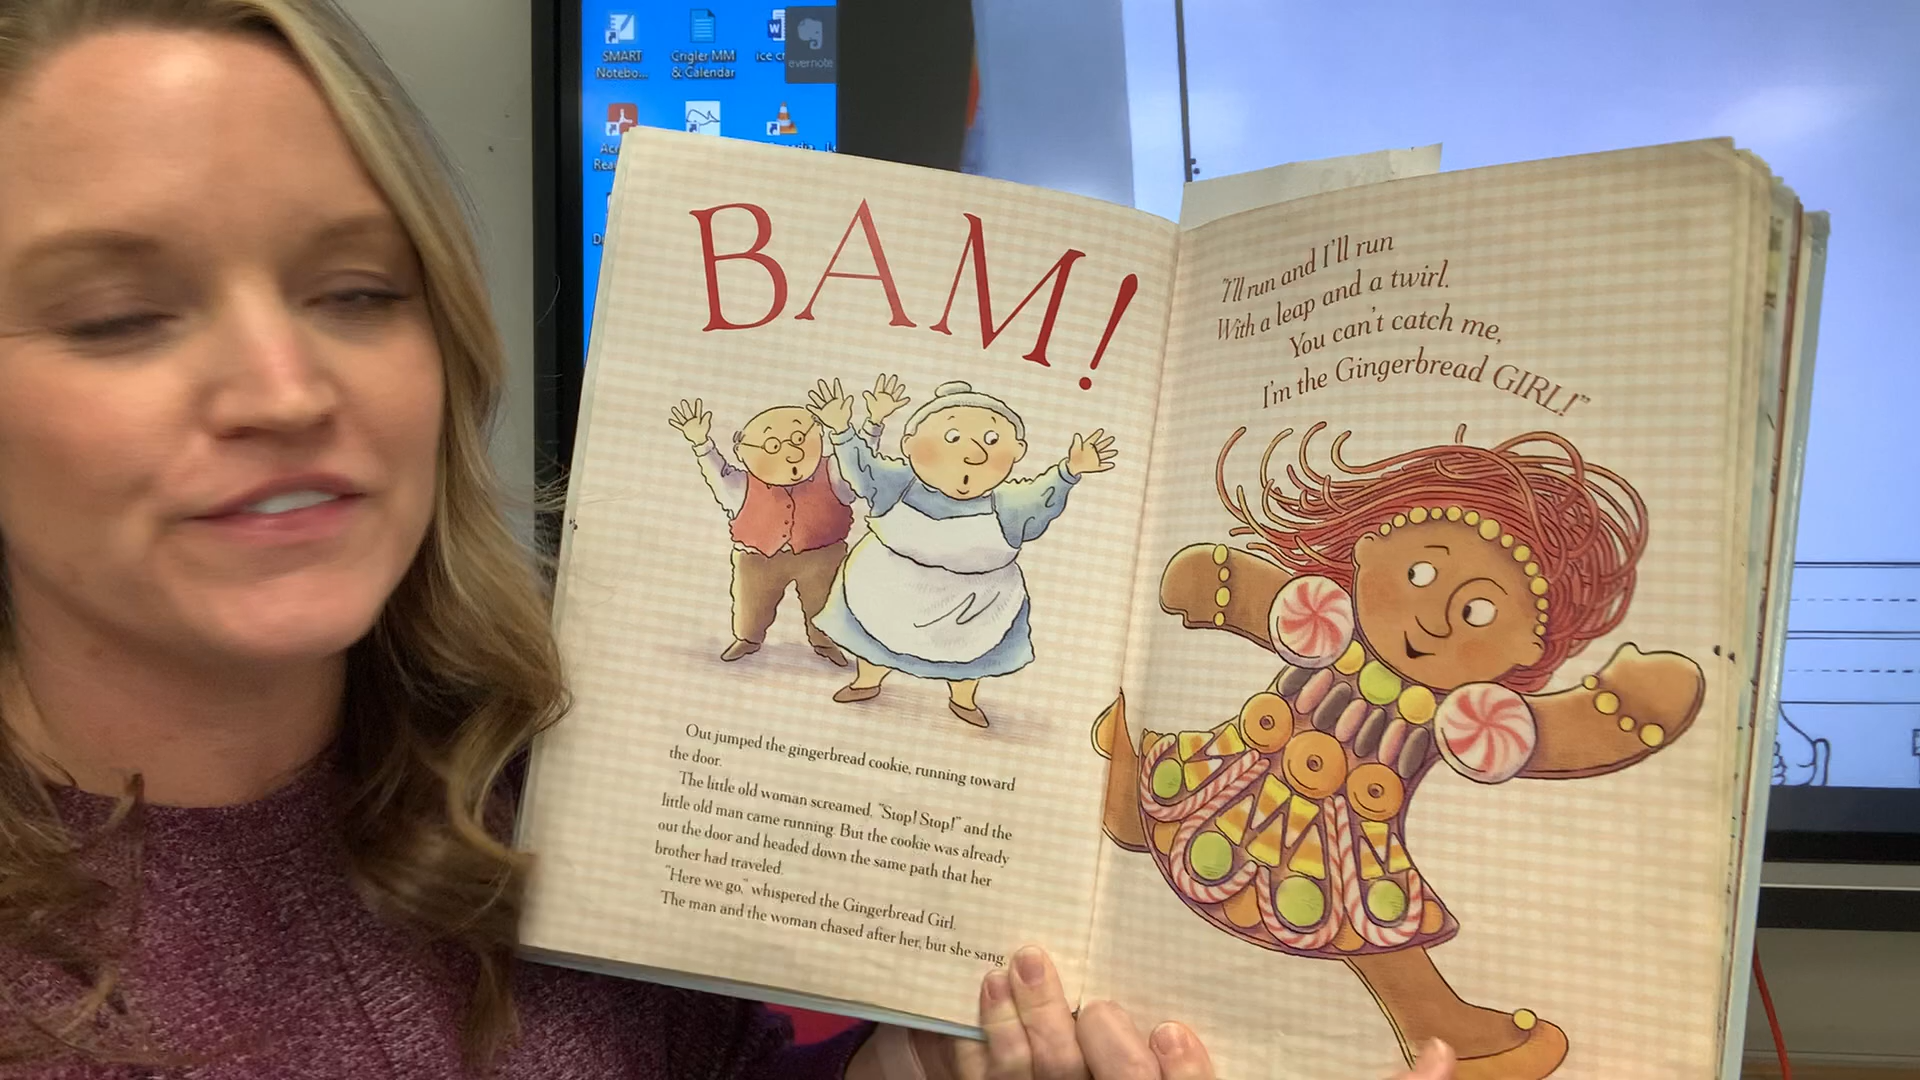 SMART
Notebo...
Crigler MM
& Calendar
ice
evernote
BAM!
Out jumped the gingerbread cookie, running toward
the door.
The little old woman screamed, "Stop! Stop!" and the
little old man came running. But the cookie was already
out the door and headed down the same path that her
brother had traveled.
"Here we go," whispered the Gingerbread Girl.
The man and the woman chased after her, but she sang,
"I'll run and I'll run
With a leap and a twirl.
You can't catch me,
I'm the Gingerbread GIRL!"